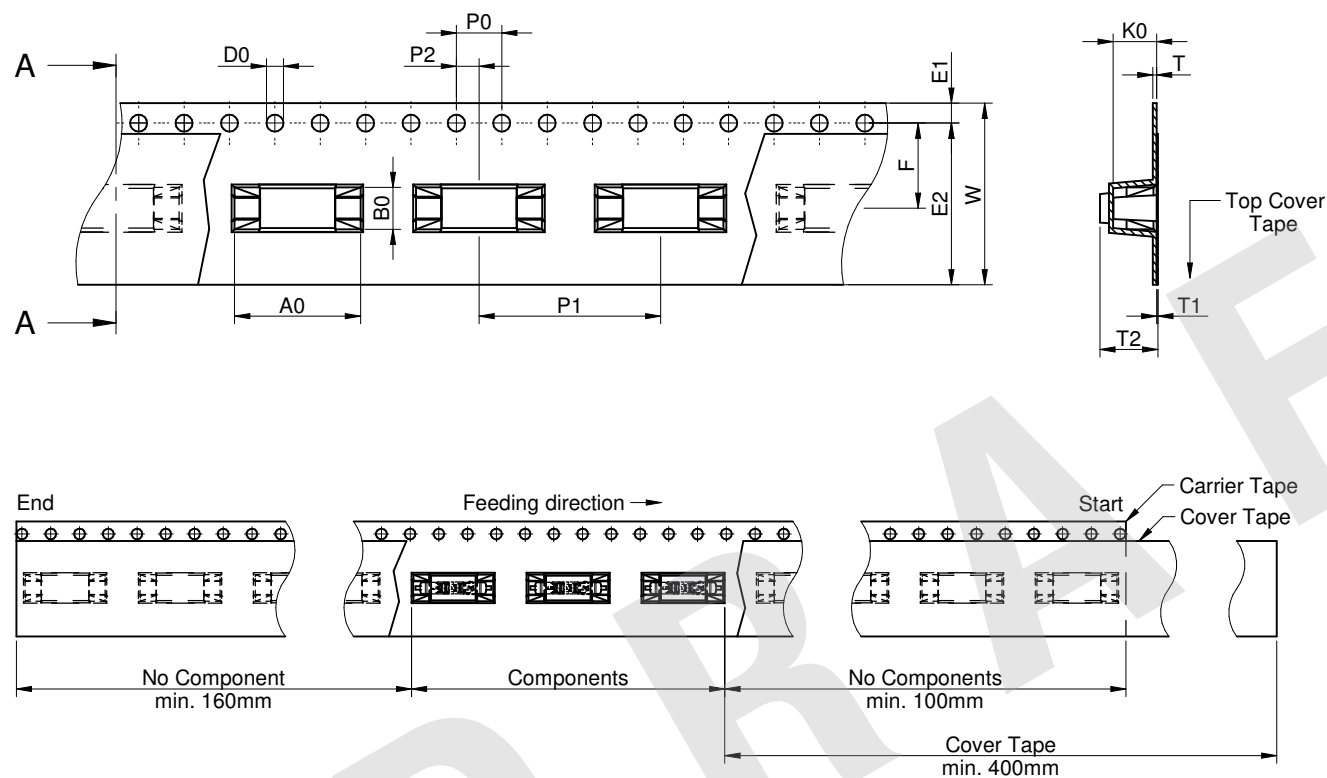 P0
D0
P2
K0
A
T
E1
F
E2
W
B0
Top Cover
Tape
A0
P1
T1
A
T2
End
Feeding direction
Start
Carrier Tape
Cover Tape
No Component
min. 160mm
Components
No Components
min. 100mm
Cover Tape
min. 400mm
DRAF